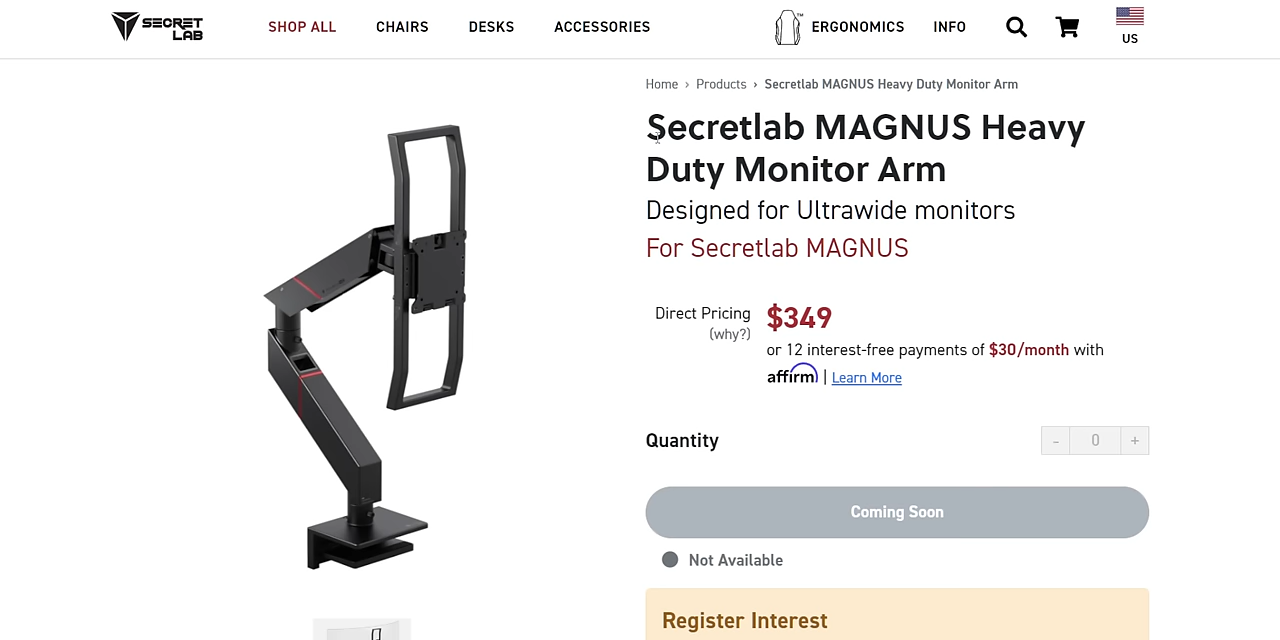 SECRET
LAB
SHOP ALL
CHAIRS
DESKS
ACCESSORIES
™
ERGONOMICS
INFO
US
Home › Products › Secretlab MAGNUS Heavy Duty Monitor Arm
Secretlab MAGNUS Heavy
Duty Monitor Arm
Designed for Ultrawide monitors
For Secretlab MAGNUS
Direct Pricing
(why?)
$349
or 12 interest-free payments of $30/month with
affirm | Learn More
Quantity
- 0 +
Coming Soon
Not Available
Register Interest